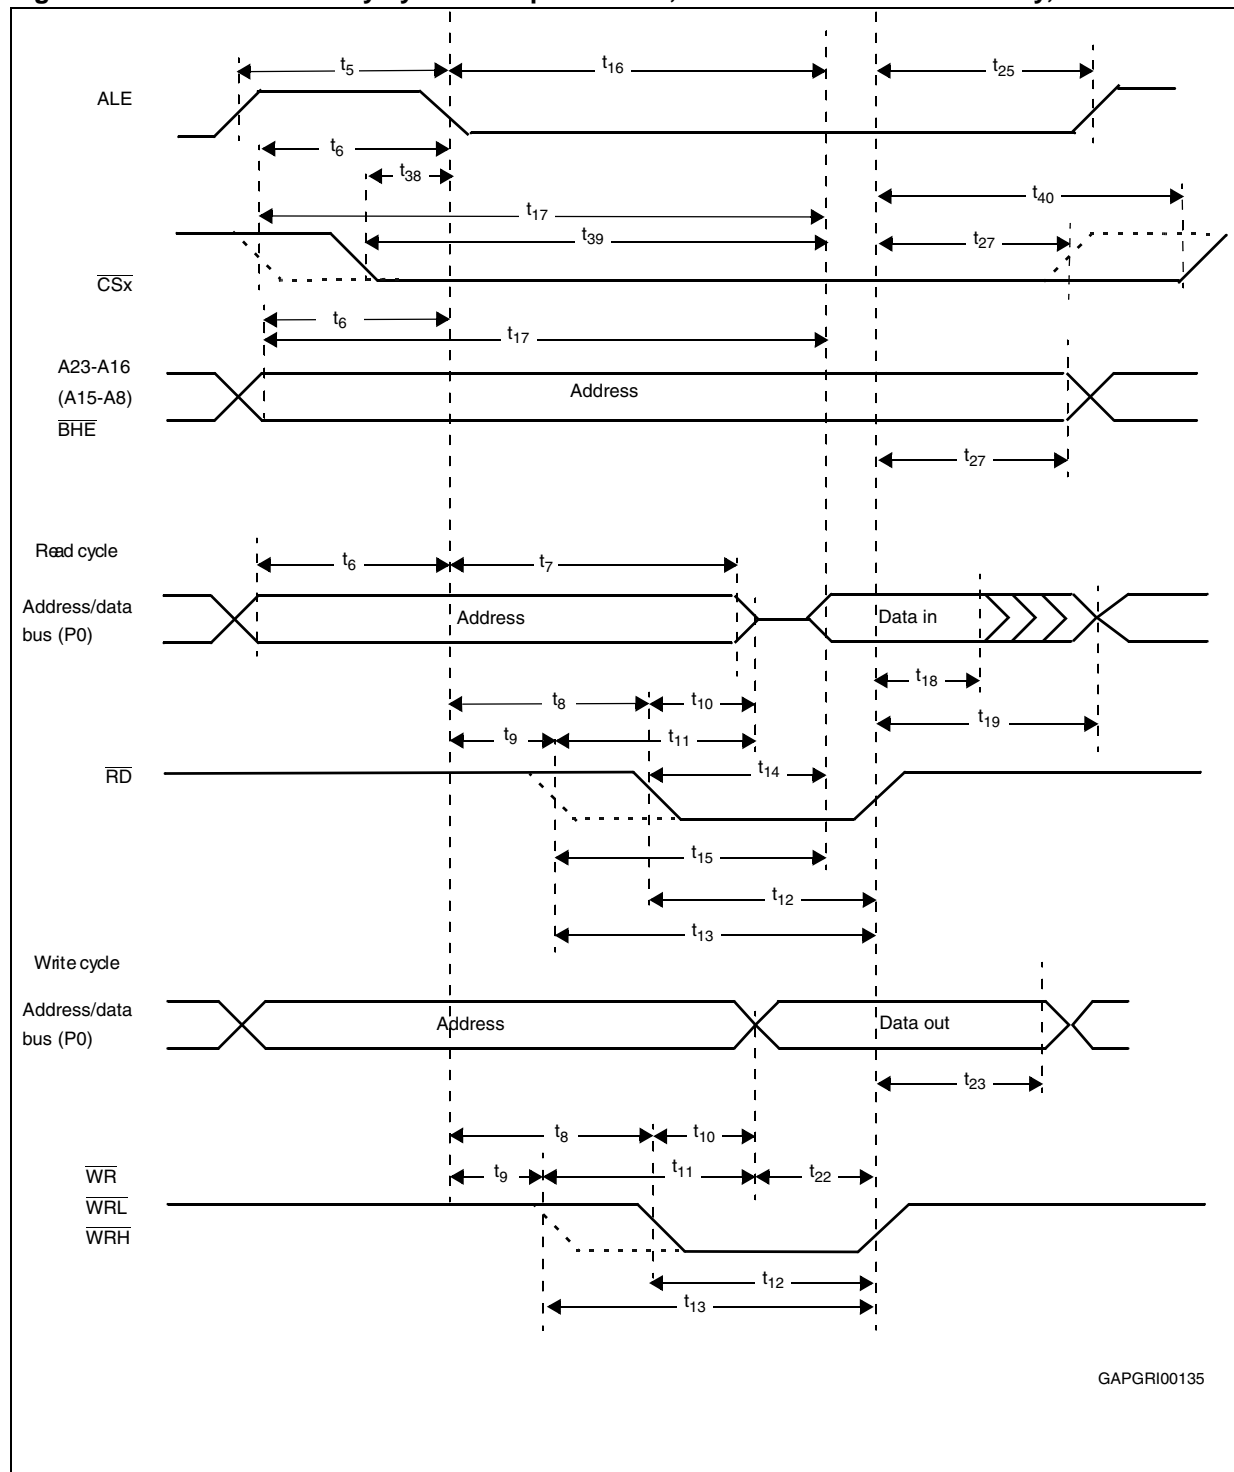 t5
t16
t25
ALE
t6
t38
t40
t17
t39
t27
CSx
t6
t17
A23-A16
(A15-A8)
BHE
Address
t27
Read cycle
t6
t7
Address/data
bus (P0)
Address
Data in
t18
t8
t10
t19
t9
t11
RD
t14
t15
t12
t13
Write cycle
Address/data
bus (P0)
Address
Data out
t23
t8
t10
WR
t9
t11
t22
WRL
WRH
t12
t13
GAPGRI00135